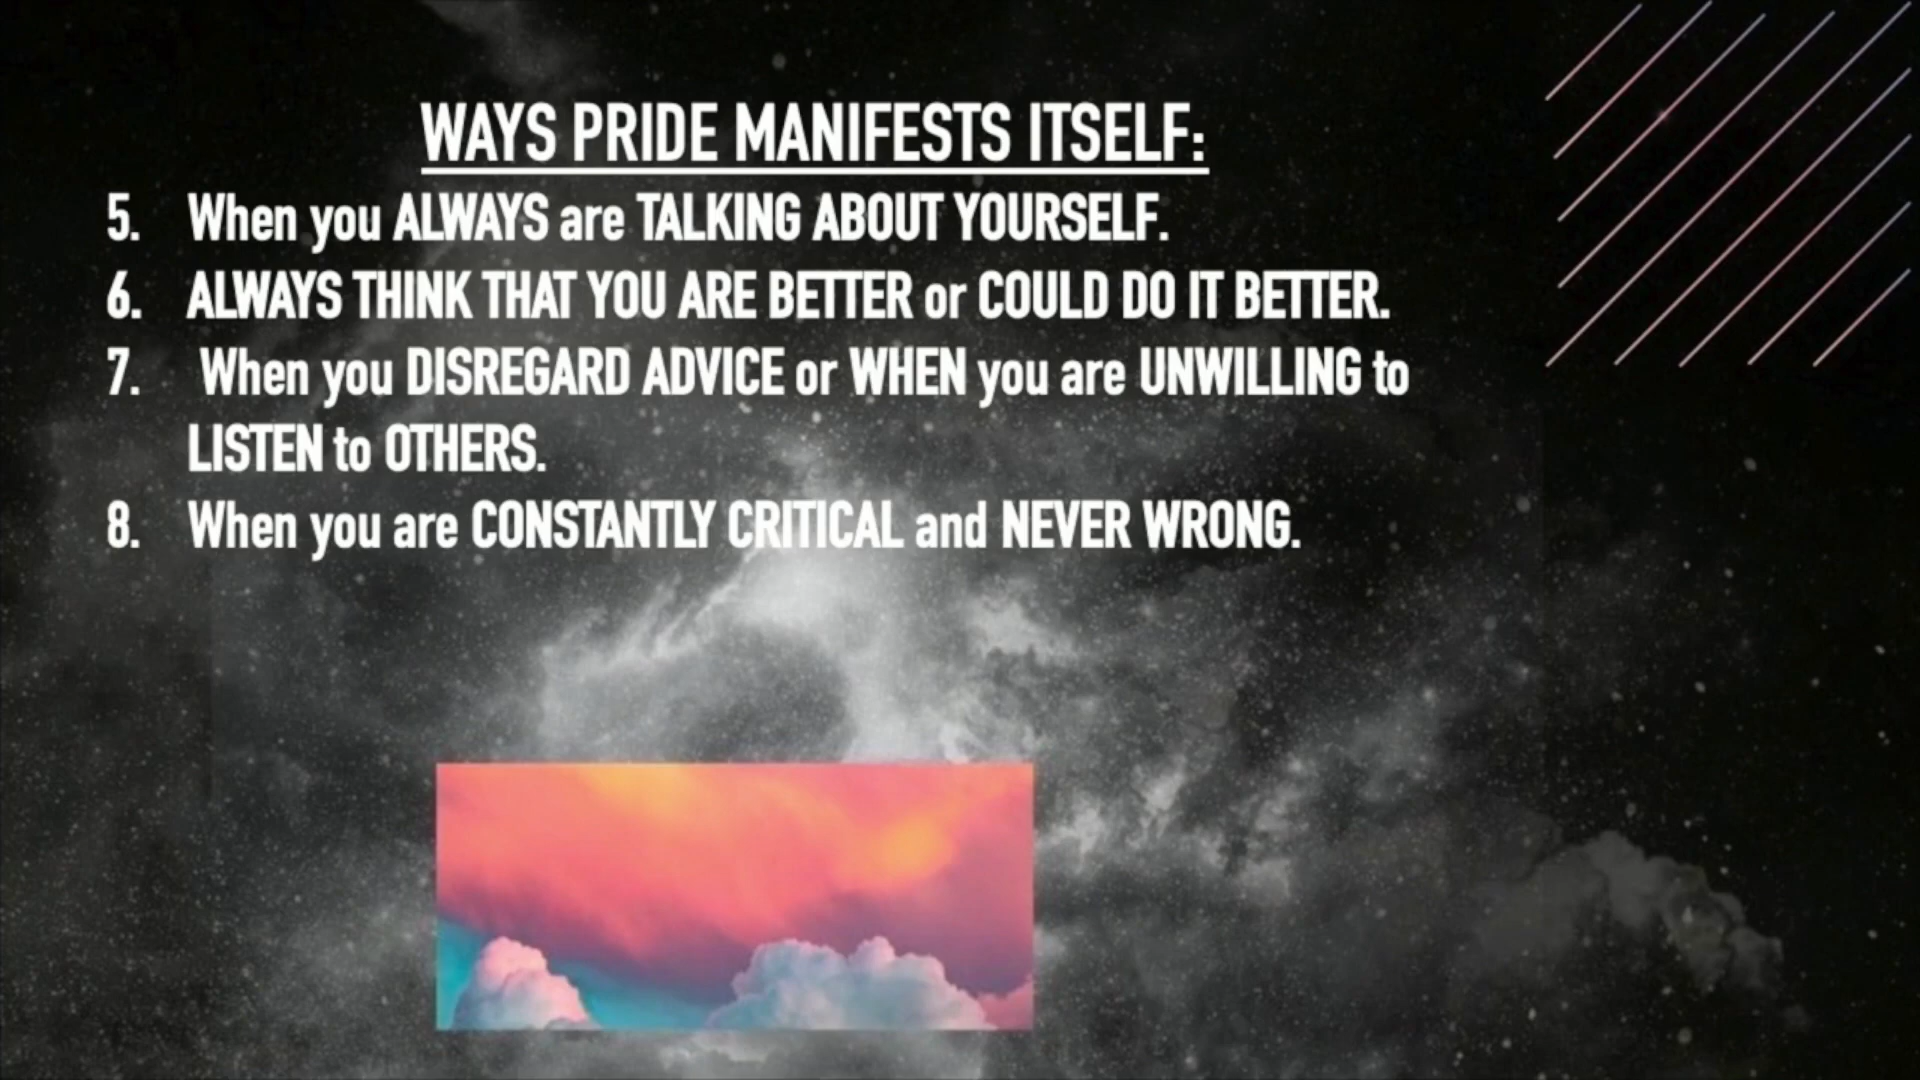 WAYS PRIDE MANIFESTS ITSELF:
5. When you ALWAYS are TALKING ABOUT YOURSELF.
6. ALWAYS THINK THAT YOU ARE BETTER or COULD DO IT BETTER.
7. When you DISREGARD ADVICE or WHEN you are UNWILLING to
LISTEN to OTHERS.
8. When you are CONSTANTLY CRITICAL and NEVER WRONG.